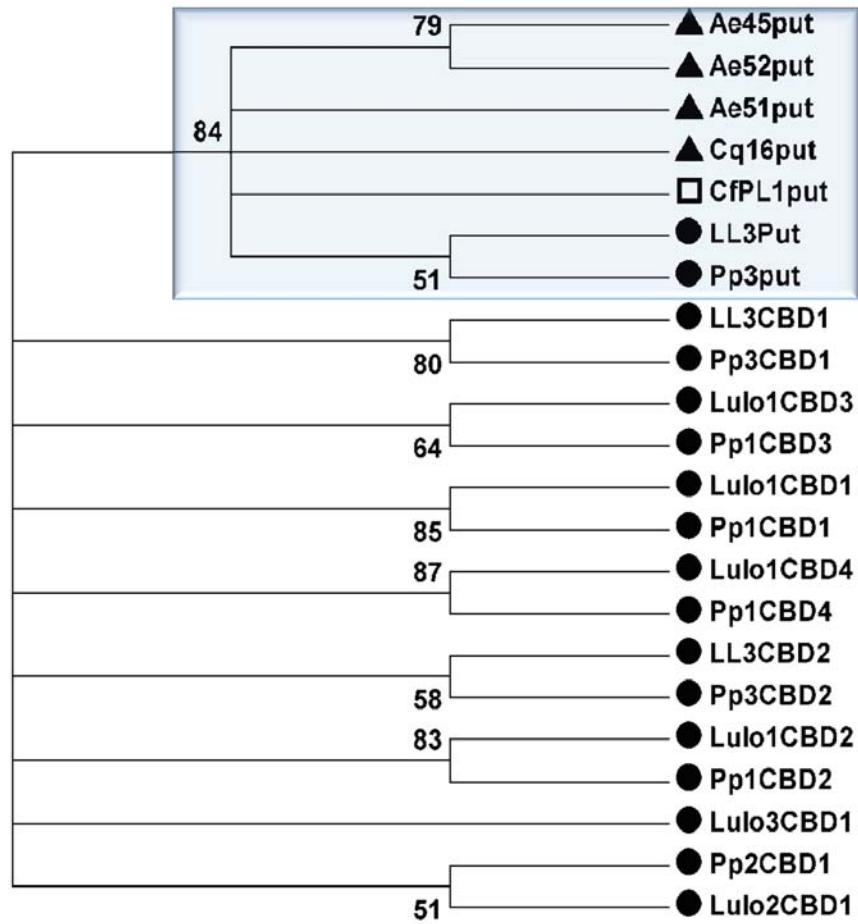 79
Ae45put
Ae52put
Ae51put
84
Cq16put
CfPL1put
LL3Put
51
Pp3put
LL3CBD1
80
Pp3CBD1
Lulo1CBD3
64
Pp1CBD3
Lulo1CBD1
85
Pp1CBD1
87
Lulo1CBD4
Pp1CBD4
LL3CBD2
58
Pp3CBD2
83
Lulo1CBD2
Pp1CBD2
Lulo3CBD1
Pp2CBD1
51
Lulo2CBD1